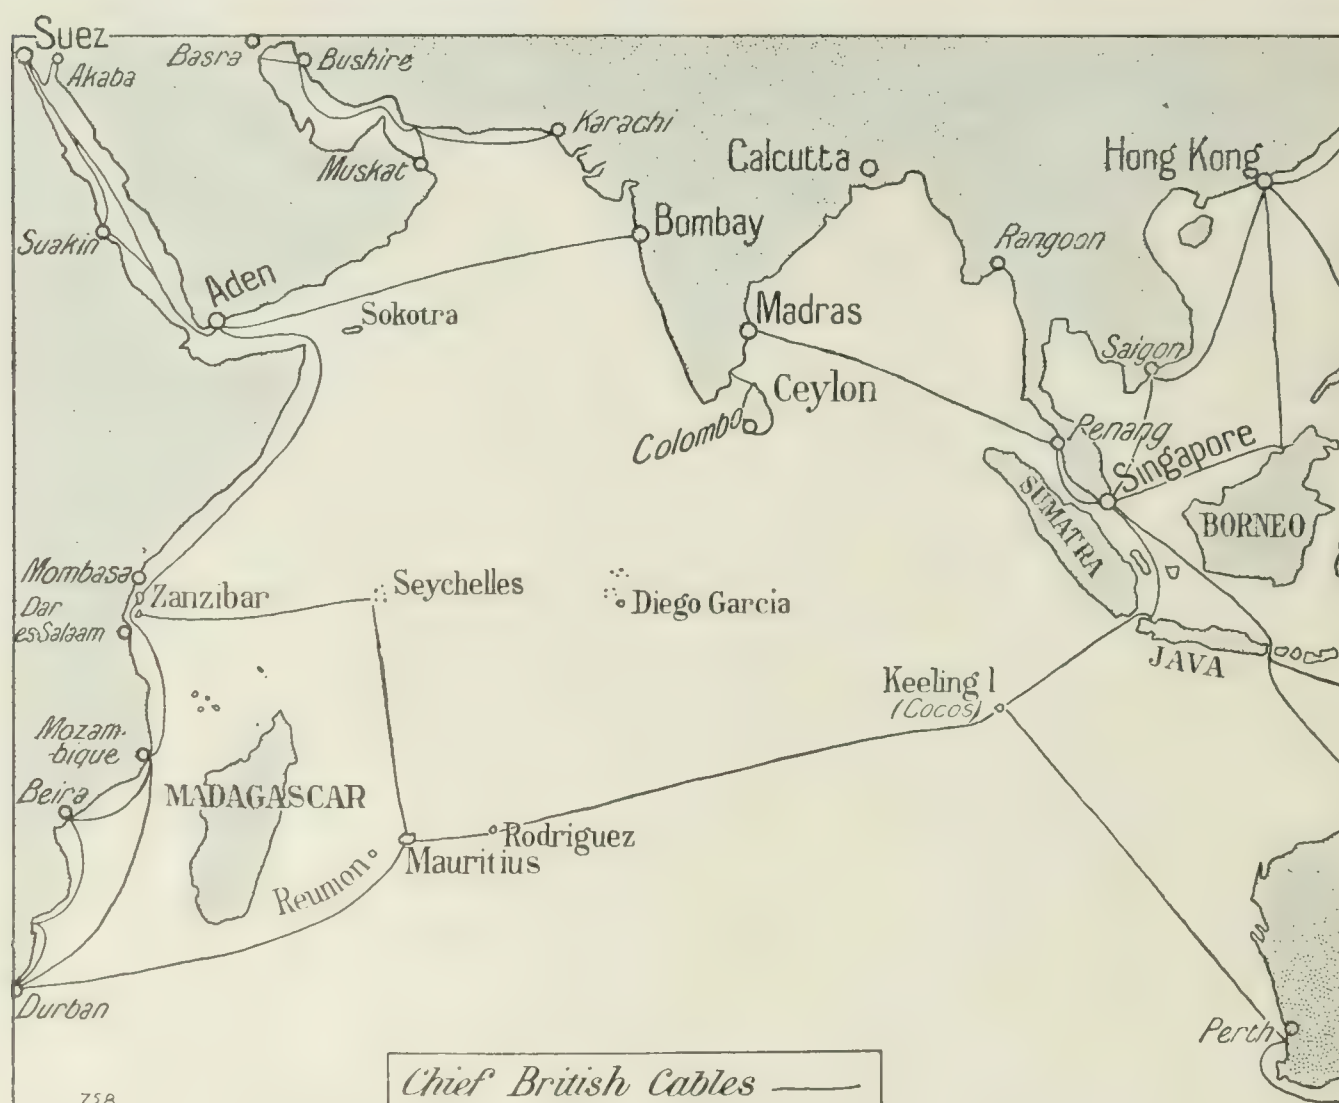 Suez
Akaba
Basra
Bushire
Karachi
Muskat
Calcutta
Hong Kong
Suakin
Bombay
Rangoon
Aden
Sokotra
Madras
Saigon
Ceylon
Colombo
Penang
Singapore
SUMATRA
BORNEO
Mombasa
Zanzibar
Seychelles
Diego Garcia
Dar
es-Salaam
JAVA
Keeling I
(Cocos)
Mozam-
-bique
Beira
MADAGASCAR
Rodriguez
Mauritius
Reunion
Durban
Perth
Chief British Cables
758